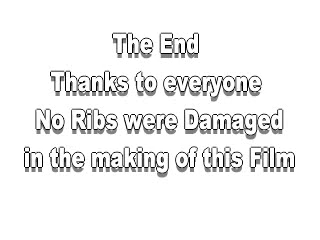 The End
Thanks to everyone
No Ribs were Damaged
in the making of this Film